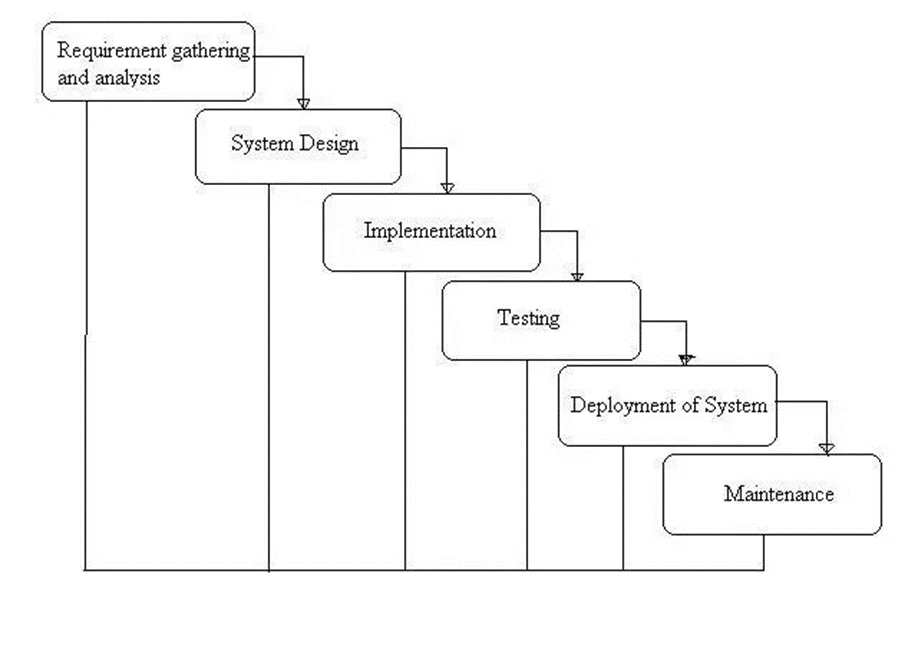 Requirement gathering
and analysis
System Design
Implementation
Testing
Deployment of System
Maintenance